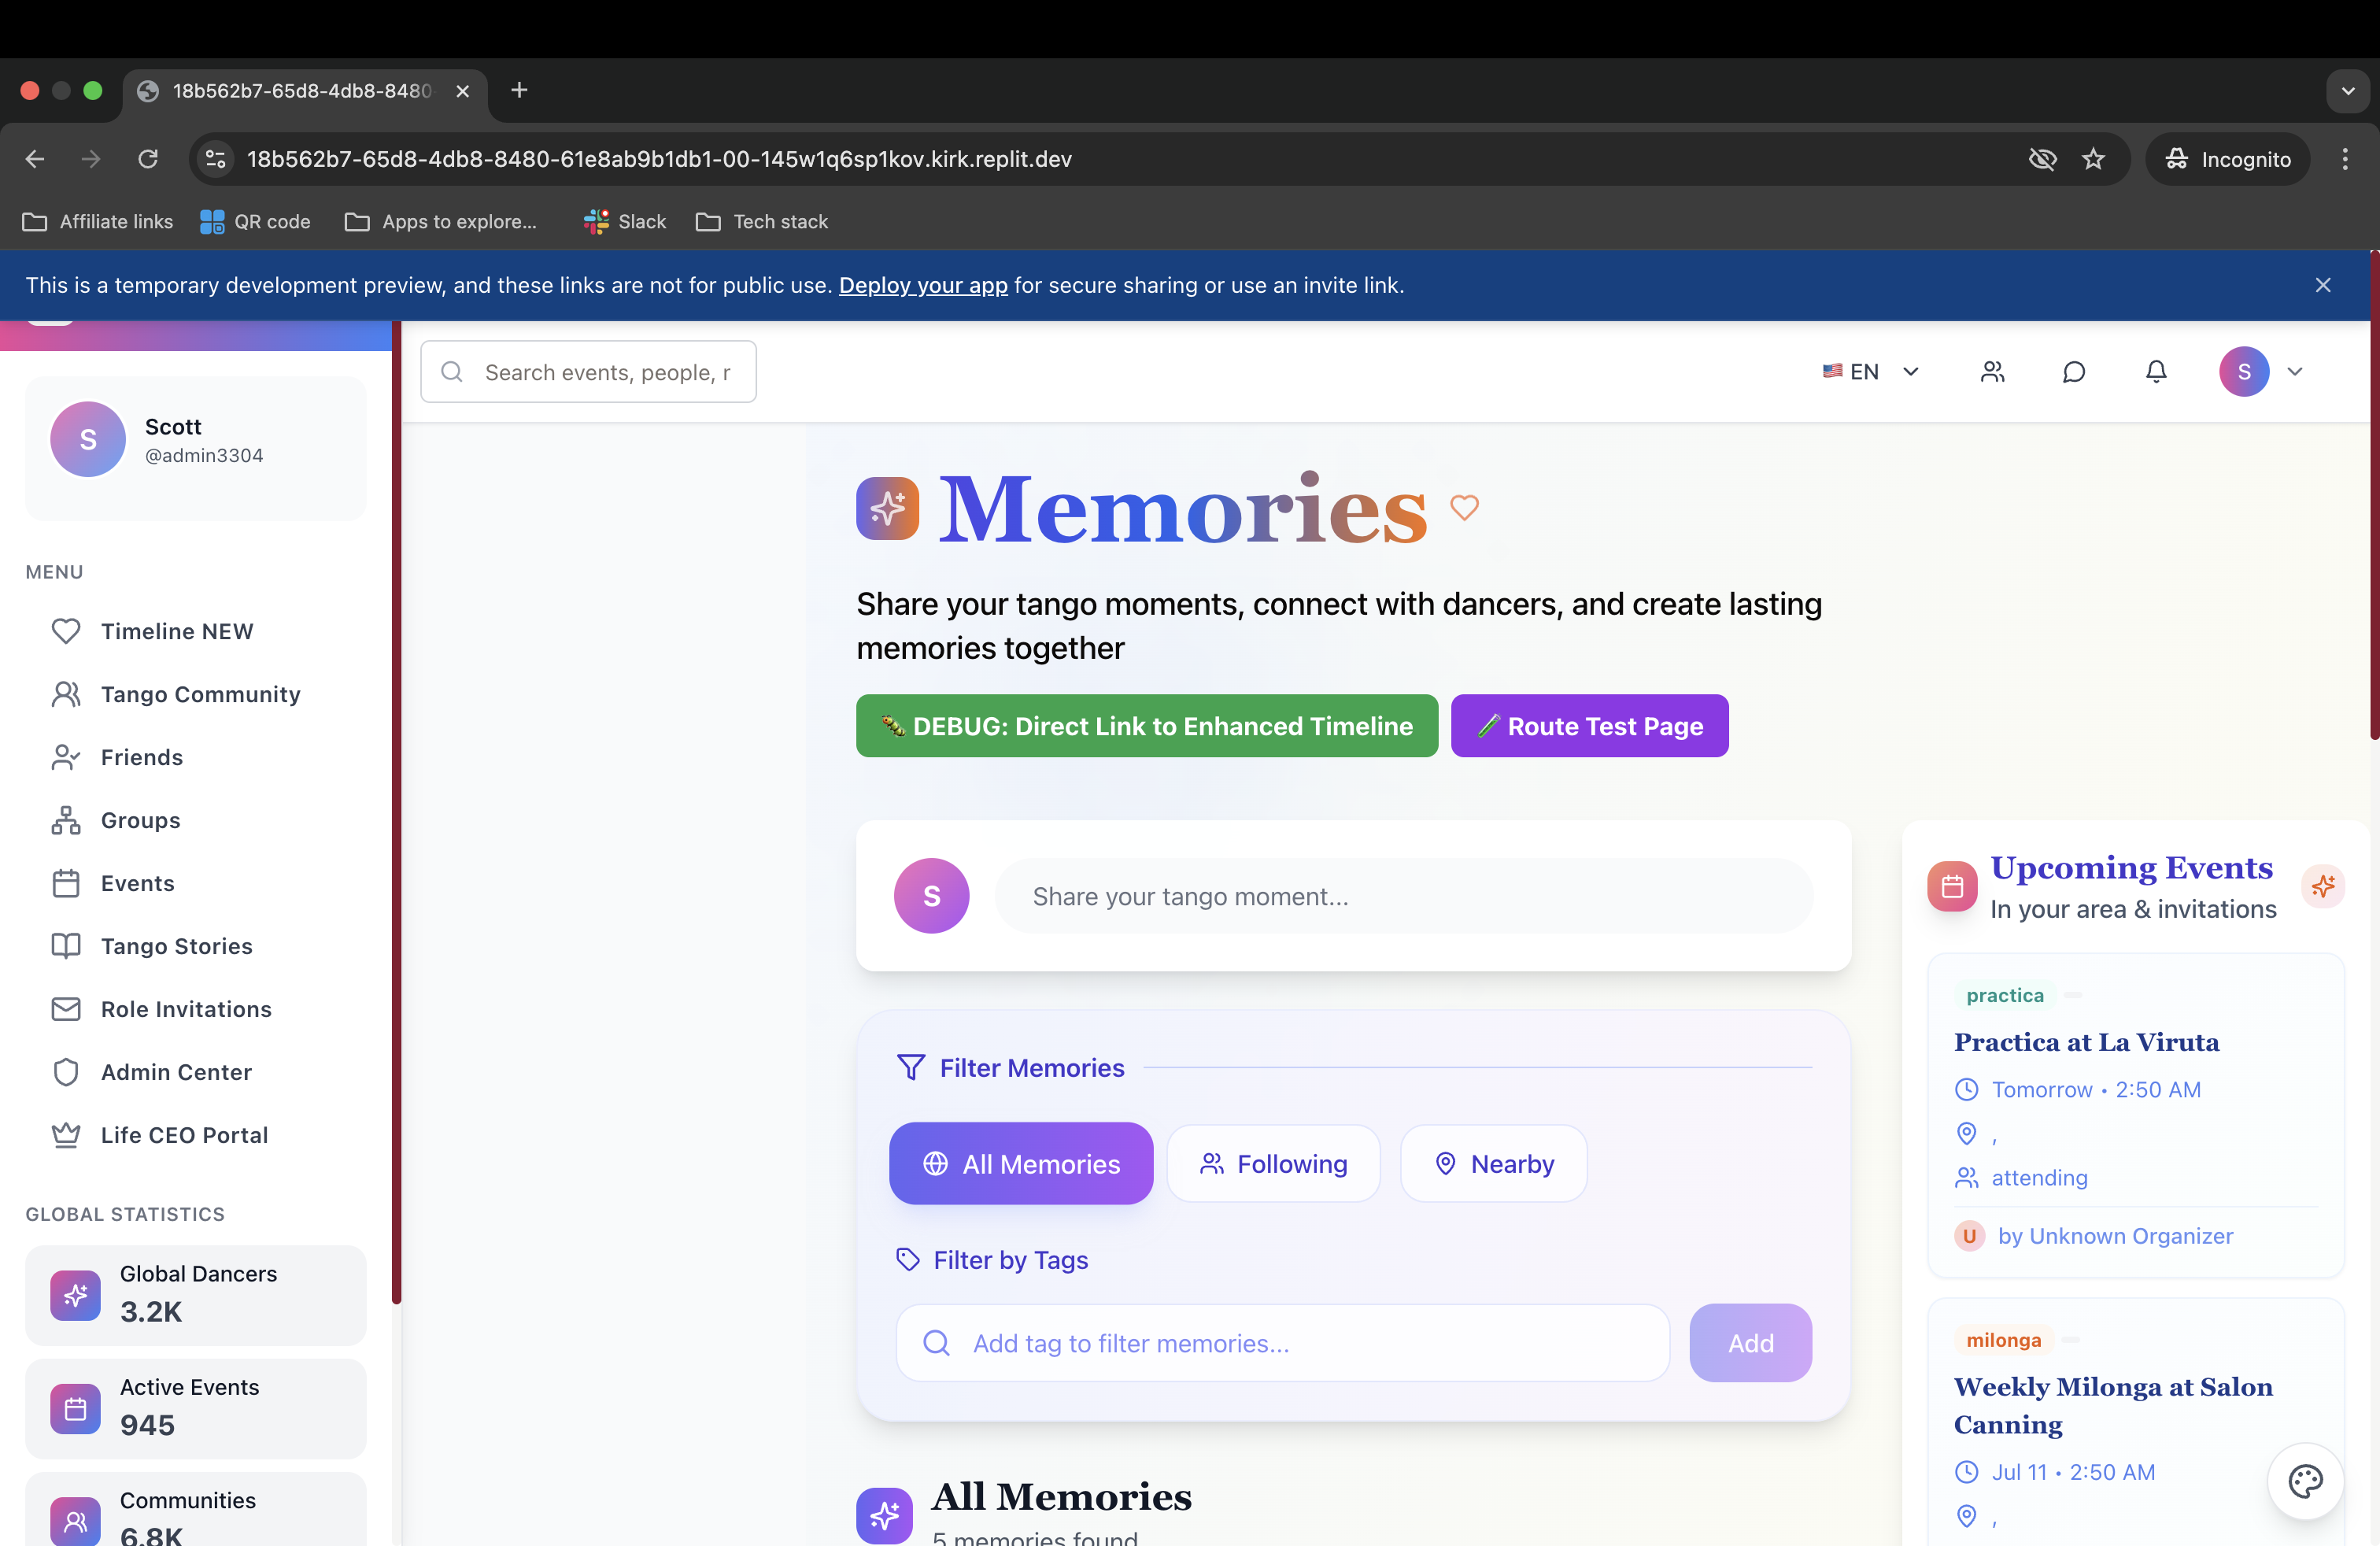 18b562b7-65d8-4db8-8480
18b562b7-65d8-4db8-8480-61e8ab9b1db1-00-145w1q6sp1kov.kirk.replit.dev
Incognito
Affiliate links
QR code
Apps to explore...
Slack
Tech stack
This is a temporary development preview, and these links are not for public use. Deploy your app for secure sharing or use an invite link.
S
Scott
@admin3304
MENU
Timeline NEW
Tango Community
Friends
Groups
Events
Tango Stories
Role Invitations
Admin Center
Life CEO Portal
GLOBAL STATISTICS
Global Dancers
3.2K
Active Events
945
Communities
6.8K
Search events, people, r
EN
S
Memories
Share your tango moments, connect with dancers, and create lasting
memories together
DEBUG: Direct Link to Enhanced Timeline
Route Test Page
S
Share your tango moment...
Filter Memories
All Memories
Following
Nearby
Filter by Tags
Add tag to filter memories...
Add
All Memories
5 memories found
Upcoming Events
In your area & invitations
practica
Practica at La Viruta
Tomorrow • 2:50 AM
,
attending
U
by Unknown Organizer
milonga
Weekly Milonga at Salon
Canning
Jul 11 • 2:50 AM
,